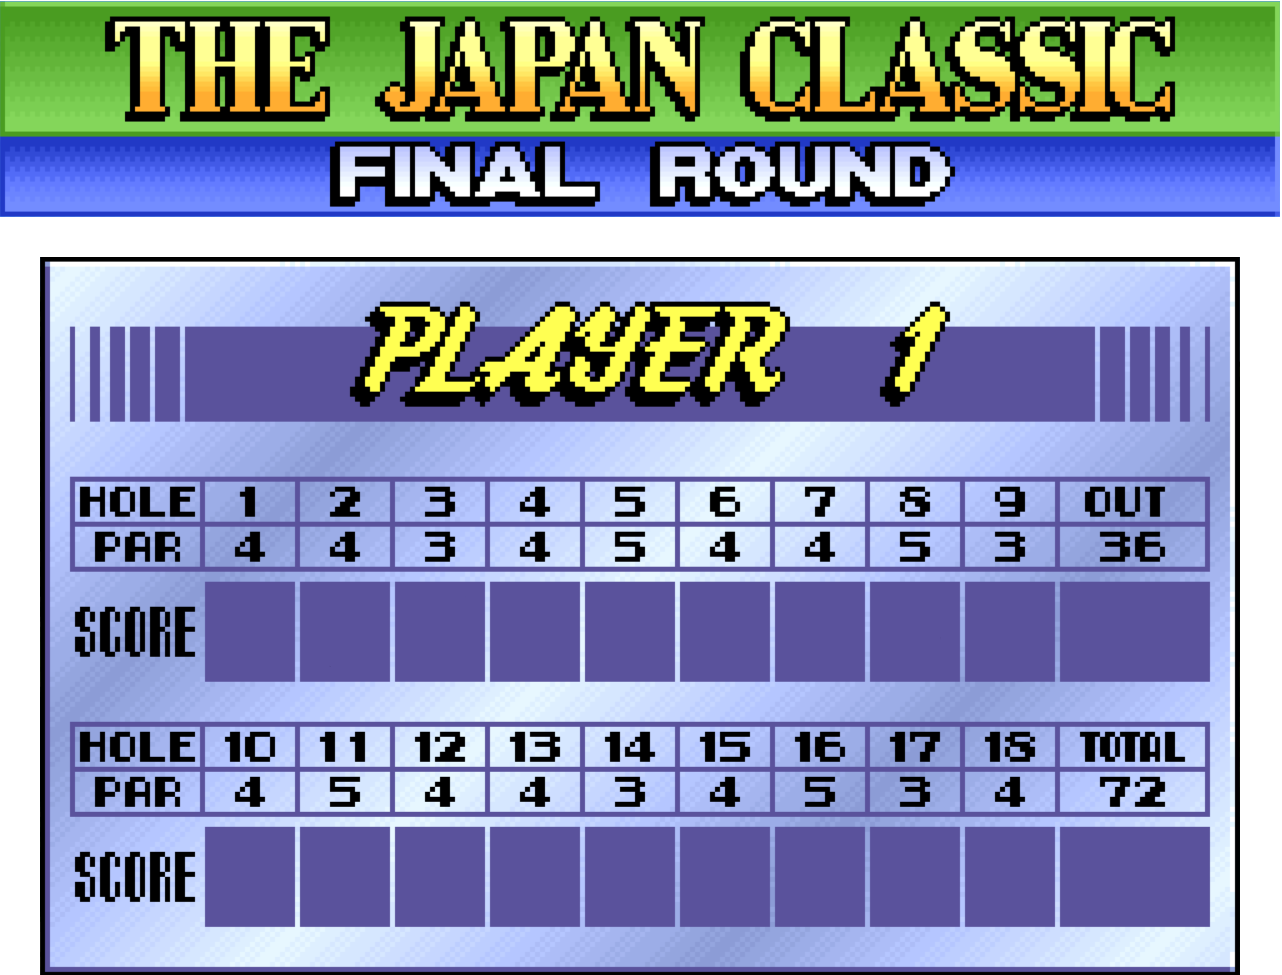 THE JAPAN CLASSIC
FINAL ROUND
PLAYER 1
HOLE 1 2 3 4 5 6 7 8 9 OUT
PAR 4 4 3 4 5 4 4 5 3 36
SCORE
HOLE 10 11 12 13 14 15 16 17 18 TOTAL
PAR 4 5 4 4 3 4 5 3 4 72
SCORE